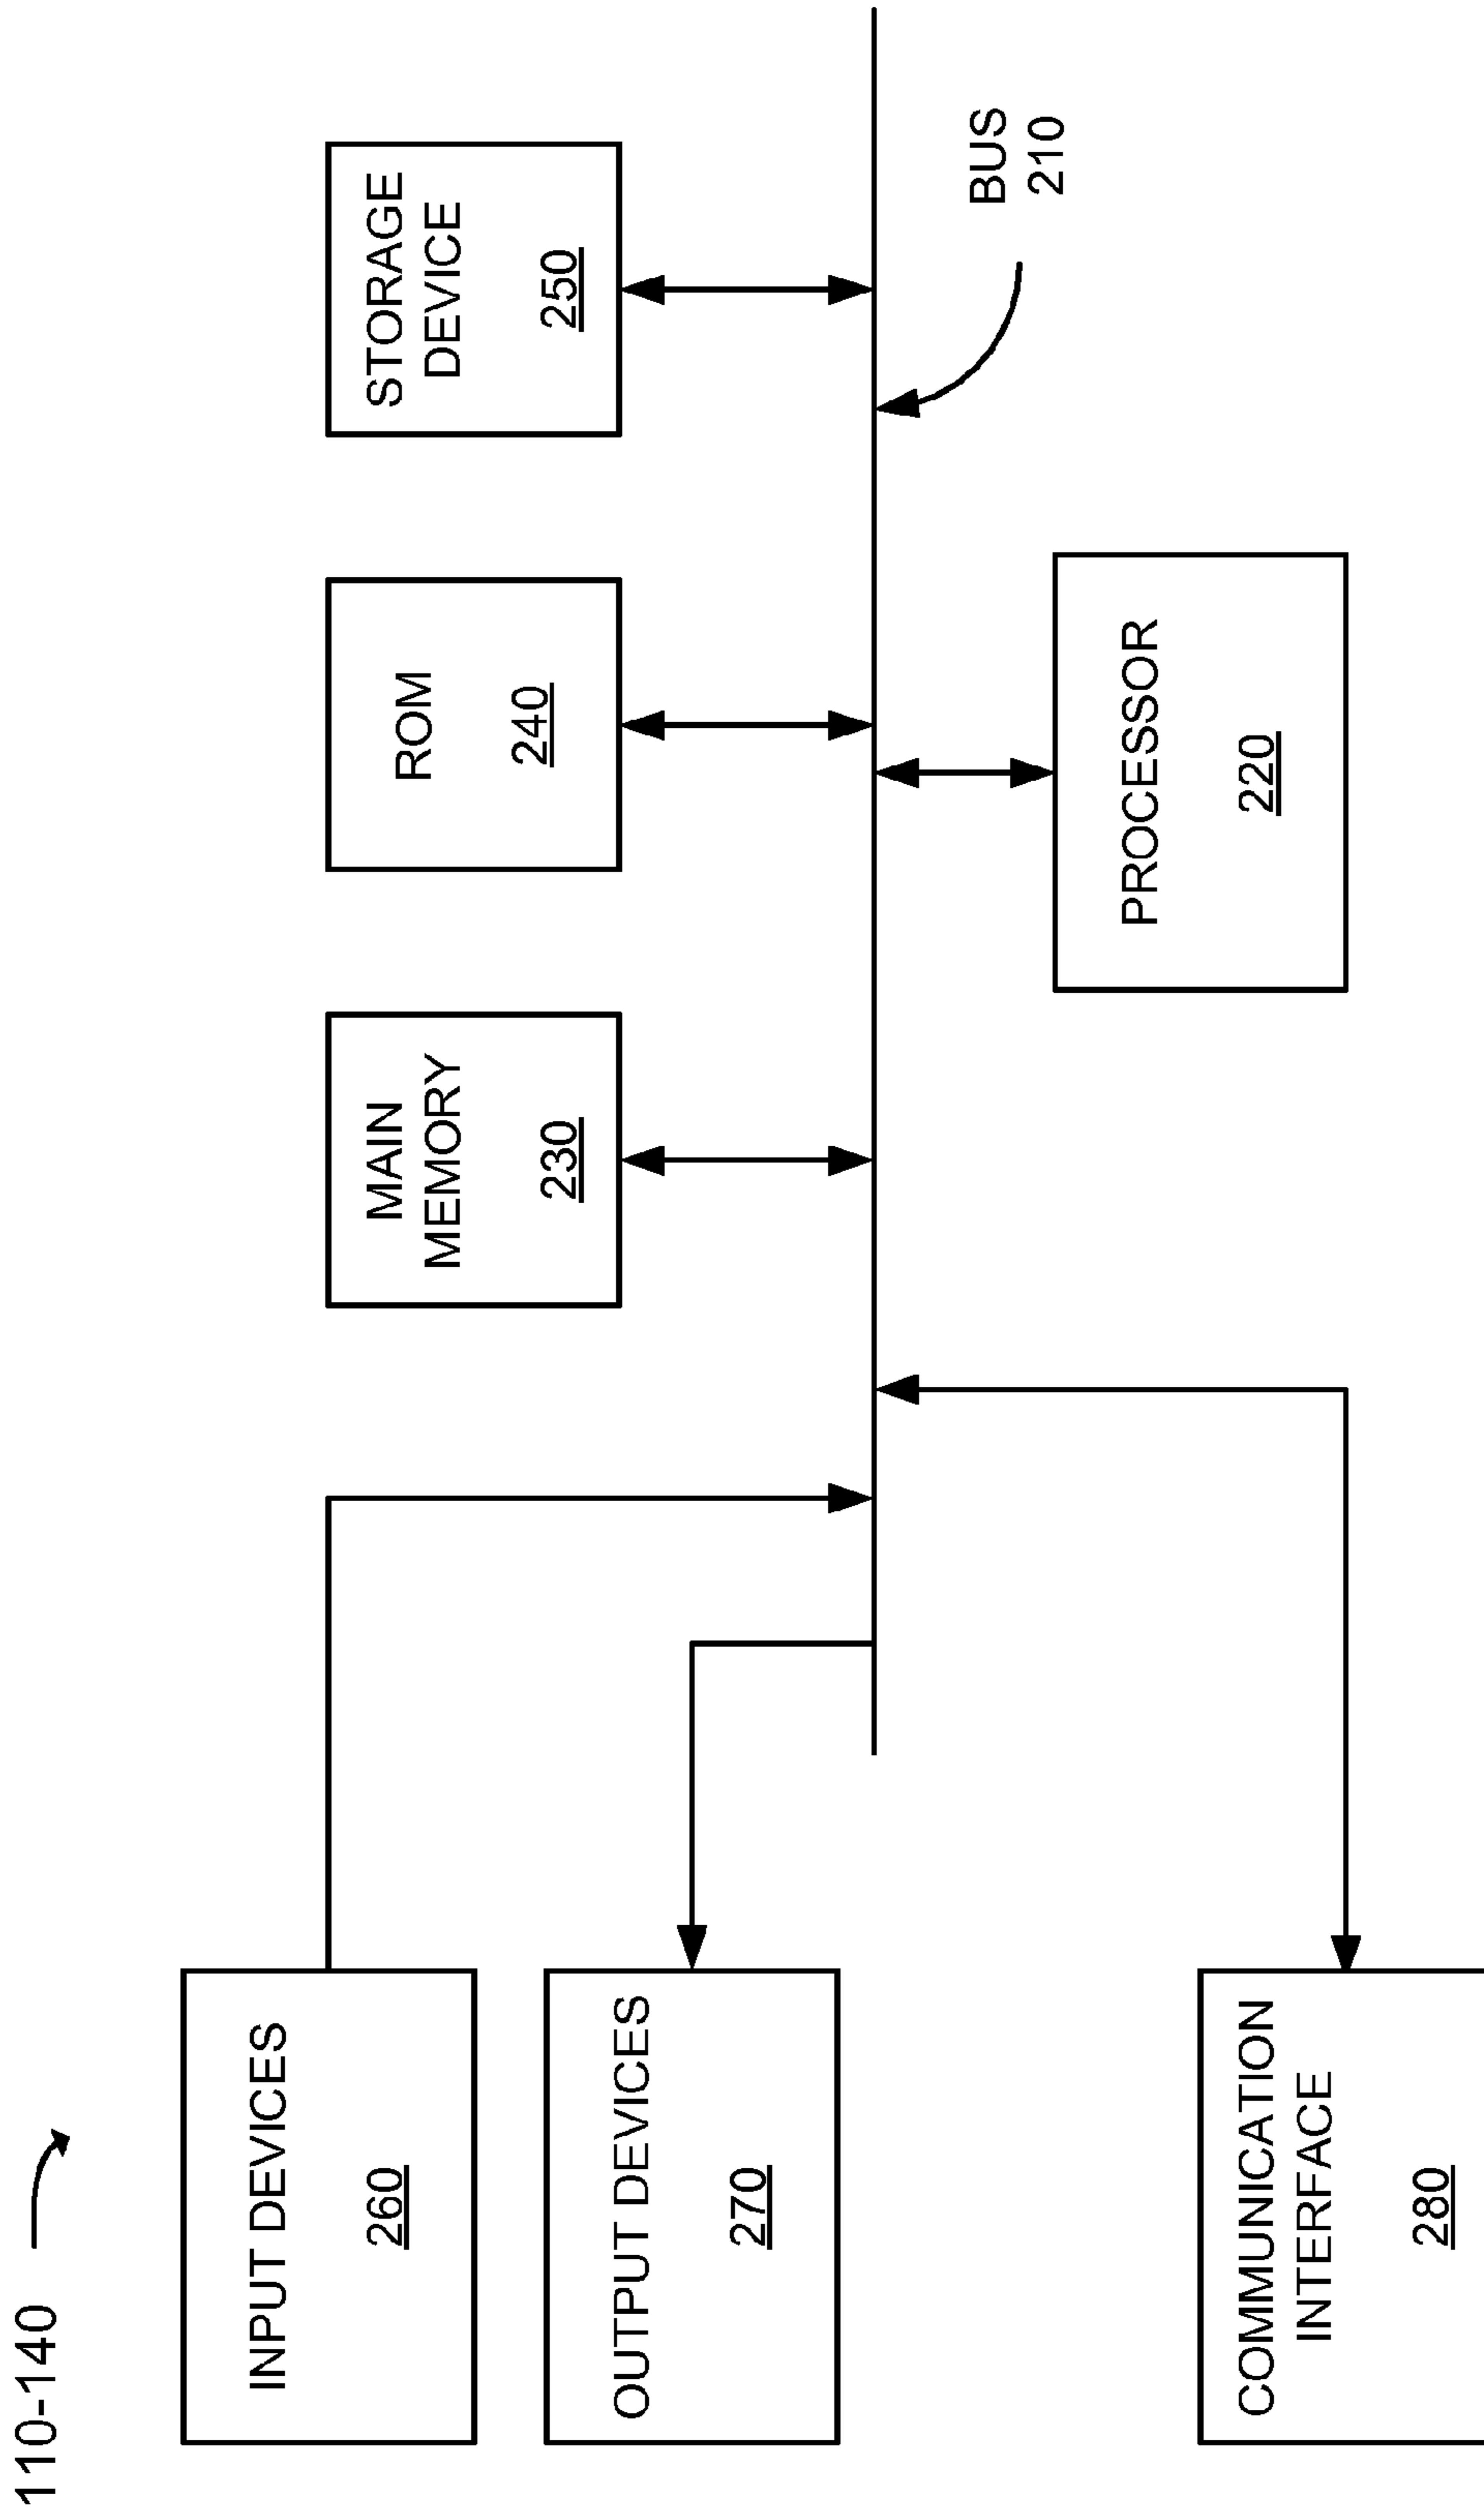 110-140
INPUT DEVICES
260
OUTPUT DEVICES
270
COMMUNICATION
INTERFACE
280
MAIN
MEMORY
230
ROM
240
STORAGE
DEVICE
250
BUS
210
PROCESSOR
220